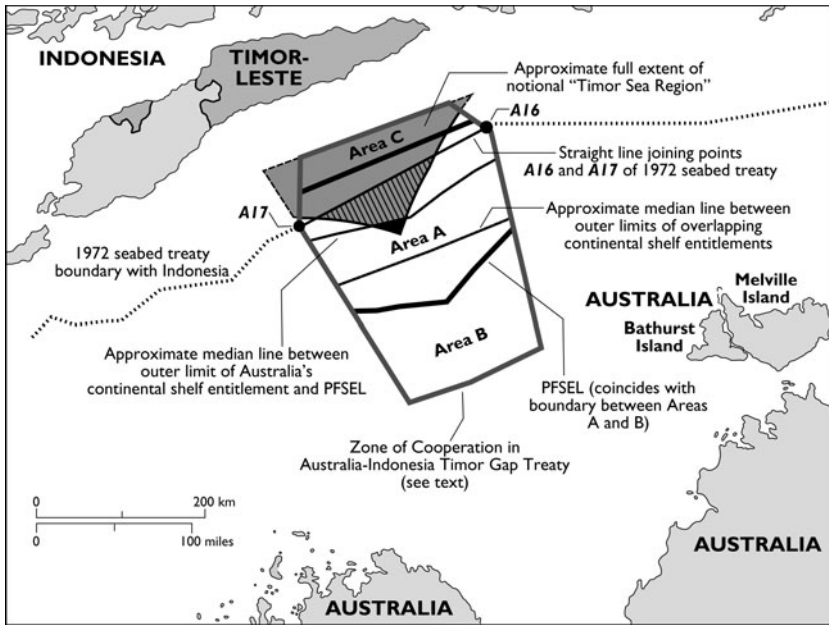 INDONESIA
TIMOR-
LESTE
Approximate full extent of
notional “Timor Sea Region”
A16
Area C
Straight line joining points
A16 and A17 of 1972 seabed
treaty
A17
Approximate median line between
outer limits of overlapping
continental shelf entitlements
Area A
1972 seabed treaty
boundary with Indonesia
AUSTRALIA
Melville
Island
Bathurst
Island
Area B
Approximate median line between
outer limit of Australia’s
continental shelf entitlement and PFSEL
PFSEL (coincides with
boundary between Areas
A and B)
Zone of Cooperation in
Australia-Indonesia Timor Gap Treaty
(see text)
0 200 km
0 100 miles
AUSTRALIA
AUSTRALIA